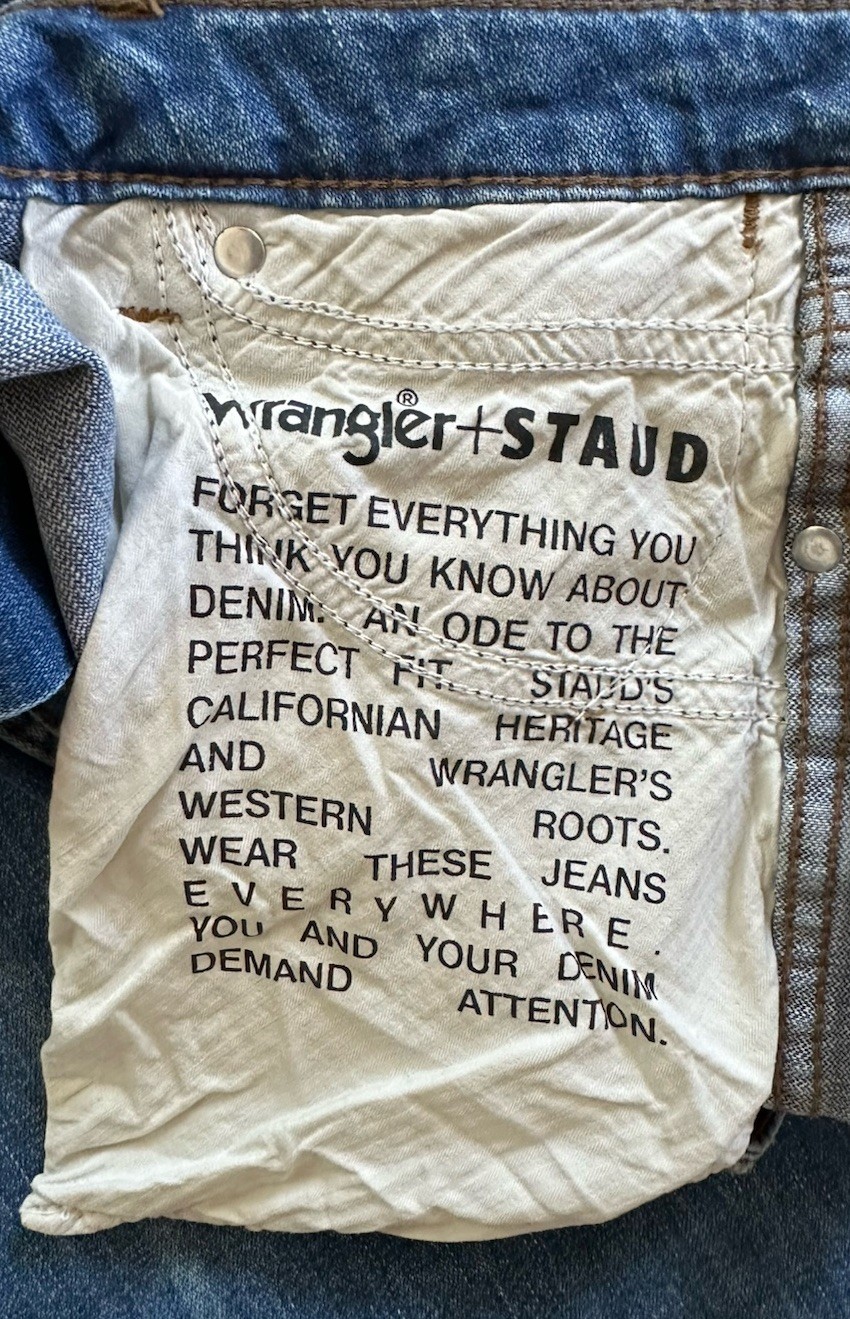 wrangler®+STAUD
FORGET EVERYTHING YOU
THINK YOU KNOW ABOUT
DENIM. AN ODE TO THE
PERFECT FIT. STAUD'S
CALIFORNIAN HERITAGE
AND WRANGLER'S
WESTERN ROOTS.
WEAR THESE JEANS
EVERYWHERE.
YOU AND YOUR DENIM
DEMAND ATTENTION.